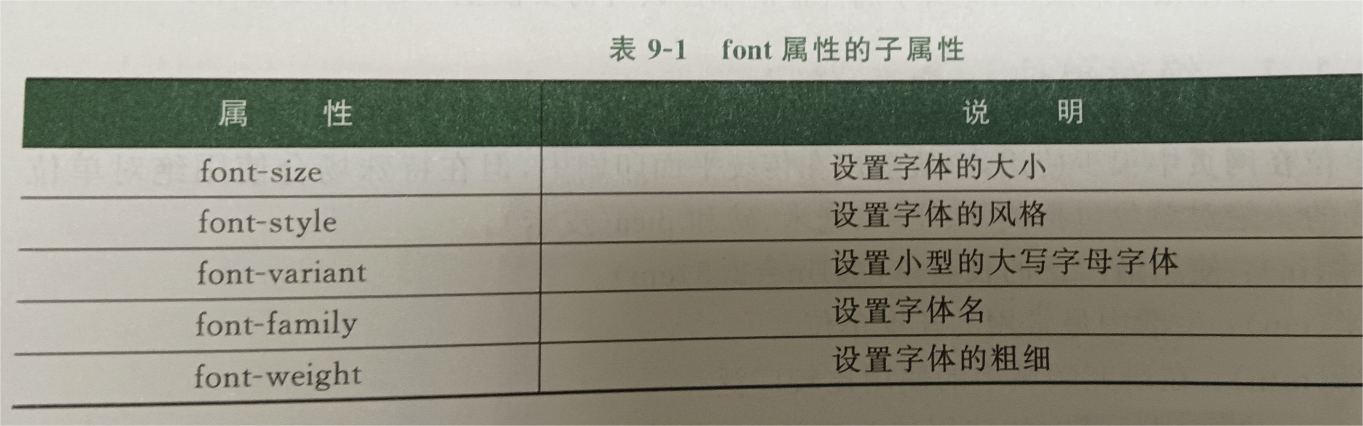 表 9-1 font 属性的子属性
属 性 说 明
font-size 设置字体的大小
font-style 设置字体的风格
font-variant 设置小型的大写字母字体
font-family 设置字体名
font-weight 设置字体的粗细